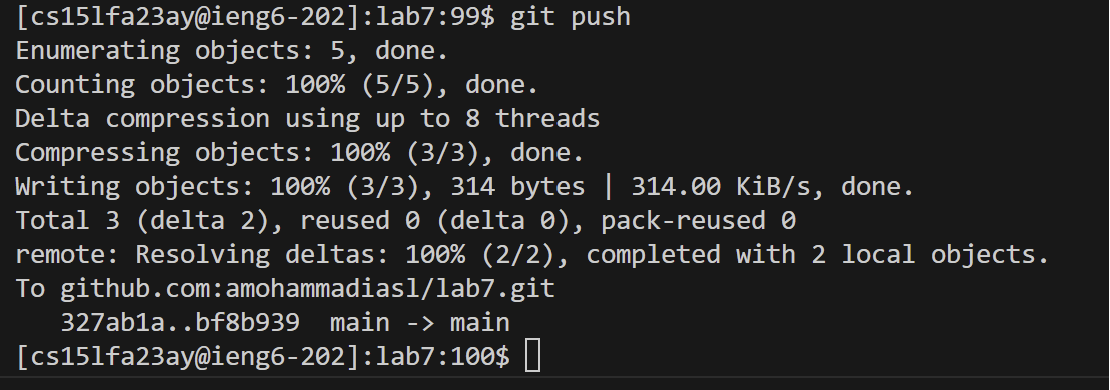 [cs15lfa23ay@ieng6-202]:lab7:99$ git push
Enumerating objects: 5, done.
Counting objects: 100% (5/5), done.
Delta compression using up to 8 threads
Compressing objects: 100% (3/3), done.
Writing objects: 100% (3/3), 314 bytes | 314.00 KiB/s, done.
Total 3 (delta 2), reused 0 (delta 0), pack-reused 0
remote: Resolving deltas: 100% (2/2), completed with 2 local objects.
To github.com:amohammadiasl/lab7.git
   327ab1a..bf8b939  main -> main
[cs15lfa23ay@ieng6-202]:lab7:100$